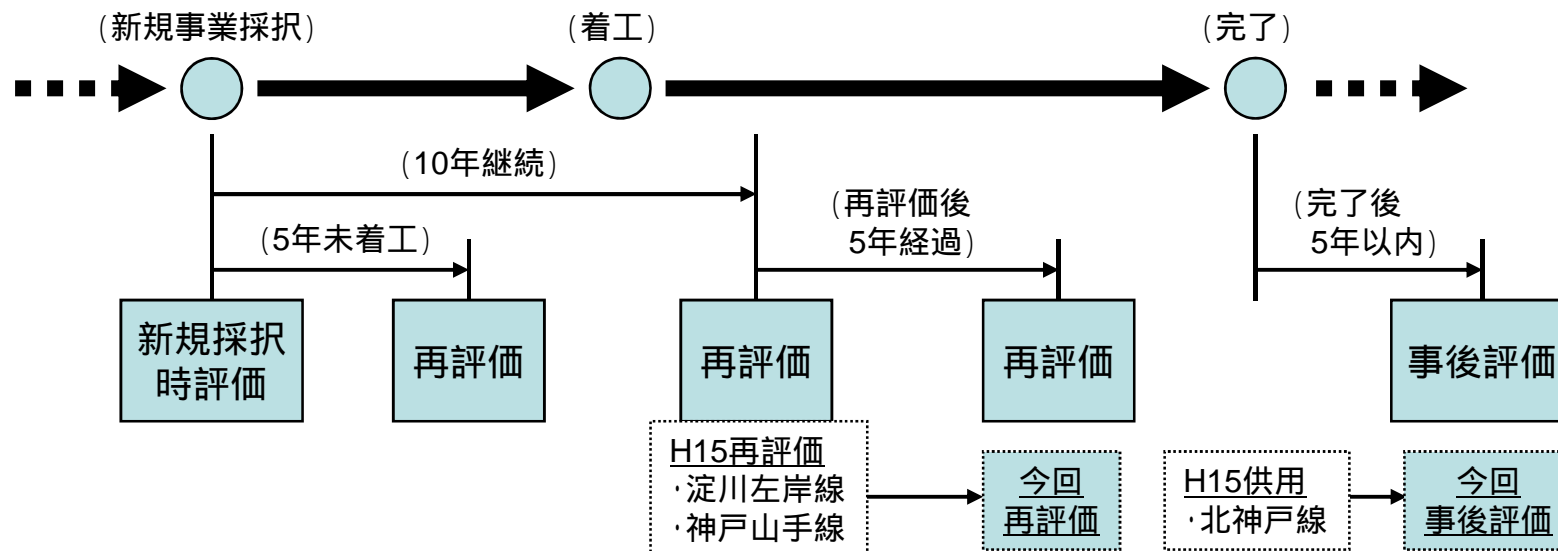 (新規事業採択)
(着工)
(完了)
(10年継続)
(5年未着工)
(再評価後
5年経過)
(完了後
5年以内)
新規採択
時評価
再評価
再評価
再評価
事後評価
H15再評価
・淀川左岸線
・神戸山手線
今回
再評価
H15供用
・北神戸線
今回
事後評価